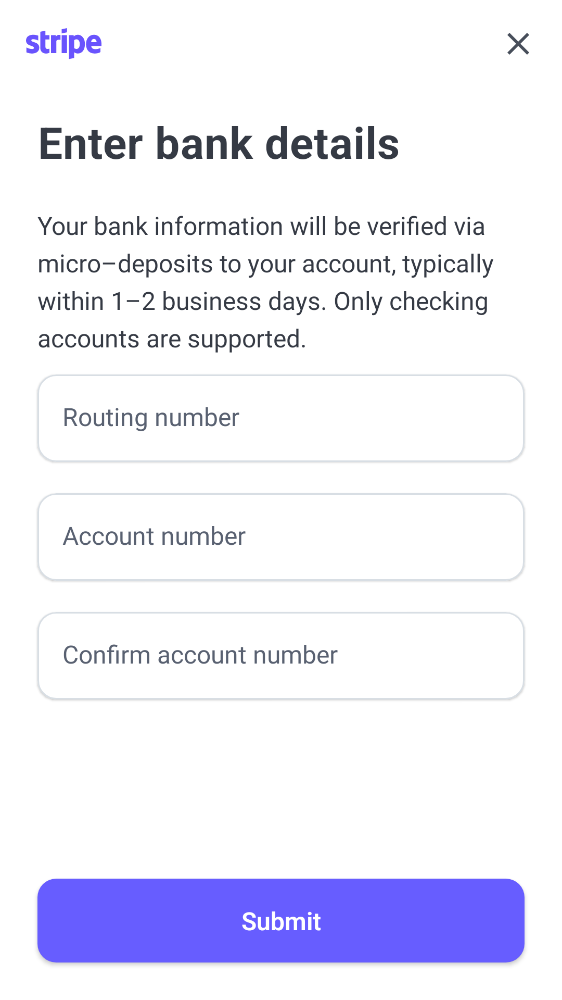 stripe
Enter bank details
Your bank information will be verified via
micro–deposits to your account, typically
within 1–2 business days. Only checking
accounts are supported.
Routing number
Account number
Confirm account number
Submit